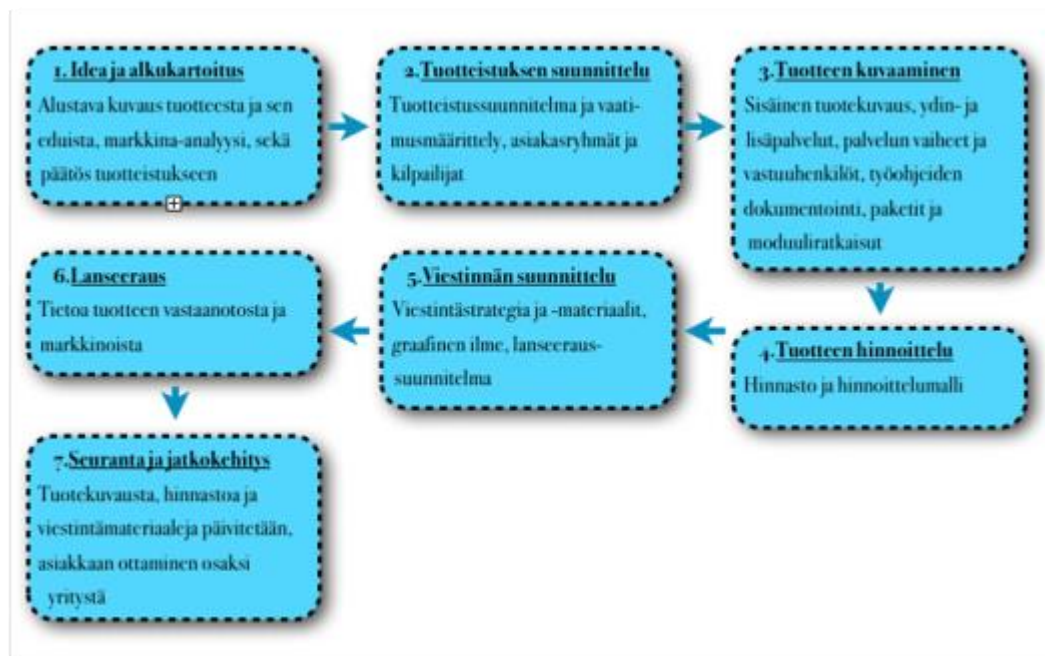 1. Idea ja alkukartoitus
Alustava kuvaus tuotteesta ja sen
eduista, markkina-analyysi, sekä
päätös tuotteistukseen
2.Tuotteistuksen suunnittelu
Tuotteistussuunnitelma ja vaati-
musmäärittely, asiakasryhmät ja
kilpailijat
3.Tuotteen kuvaaminen
Sisäinen tuotekuvaus, ydin- ja
lisäpalvelut, palvelun vaiheet ja
vastuuhenkilöt, työohjeiden
dokumentointi, paketit ja
moduuliratkaisut
4.Tuotteen hinnoittelu
Hinnasto ja hinnoittelumalli
5.Viestinnän suunnittelu
Viestintästrategia ja -materiaalit,
graafinen ilme, lanseeraus-
suunnitelma
6.Lanseeraus
Tietoa tuotteen vastaanotosta ja
markkinoista
7.Seuranta ja jatkokehitys
Tuotekuvausta, hinnastoa ja
viestintämateriaaleja päivitetään,
asiakkaan ottaminen osaksi
yritystä